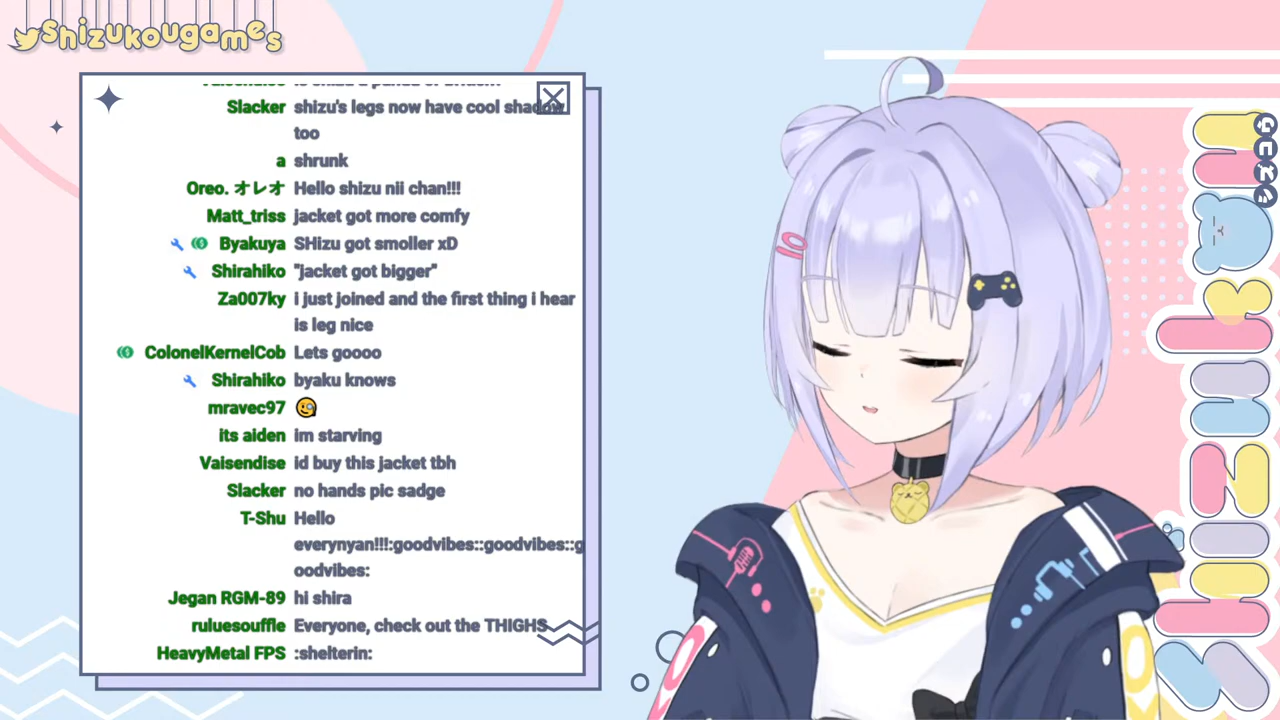 shizukougames
Slacker shizu's legs now have cool shadow
too
a shrunk
Oreo. オレオ Hello shizu nii chan!!!
Matt_triss jacket got more comfy
Byakuya SHizu got smoller xD
Shirahiko "jacket got bigger"
Za007ky i just joined and the first thing i hear
is leg nice
ColonelKernelCob Lets goooo
Shirahiko byaku knows
mravec97
its aiden im starving
Vaisendise id buy this jacket tbh
Slacker no hands pic sadge
T-Shu Hello
everynyan!!!:goodvibes::goodvibes::g
oodvibes:
Jegan RGM-89 hi shira
ruluesouffle Everyone, check out the THIGHS
HeavyMetal FPS :shelterin: